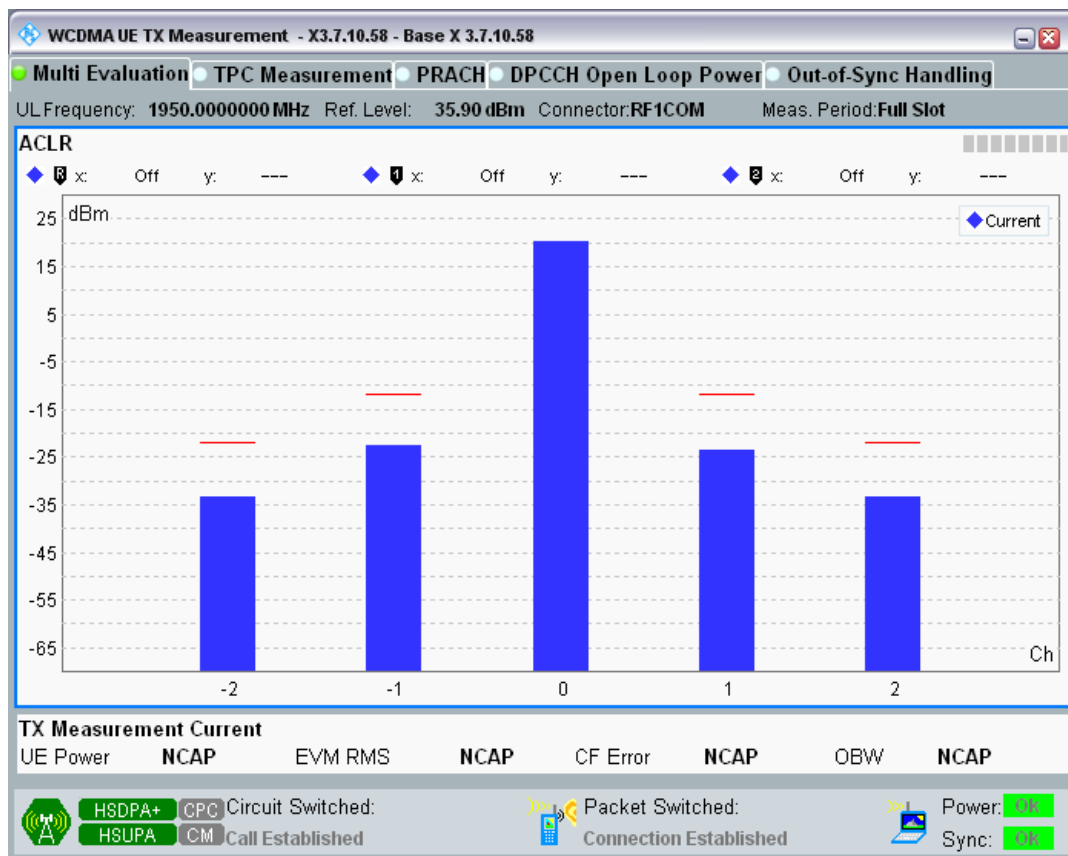 WCDMA UE TX Measurement - X3.7.10.58 - Base X 3.7.10.58
Multi Evaluation TPC Measurement PRACH DPCCH Open Loop Power Out-of-Sync Handling
UL Frequency: 1950.0000000 MHz Ref. Level: 35.90 dBm Connector:RF1COM Meas. Period:Full Slot
ACLR
R x: Off y: --- 1 x: Off y: --- 2 x: Off y: ---
dBm
Current
25
15
5
-5
-15
-25
-35
-45
-55
-65
Ch
-2 -1 0 1 2
TX Measurement Current
UE Power NCAP EVM RMS NCAP CF Error NCAP OBW NCAP
HSDPA+ CPC Circuit Switched: Packet Switched: Power: OK
HSUPA CM Call Established Connection Established Sync: OK